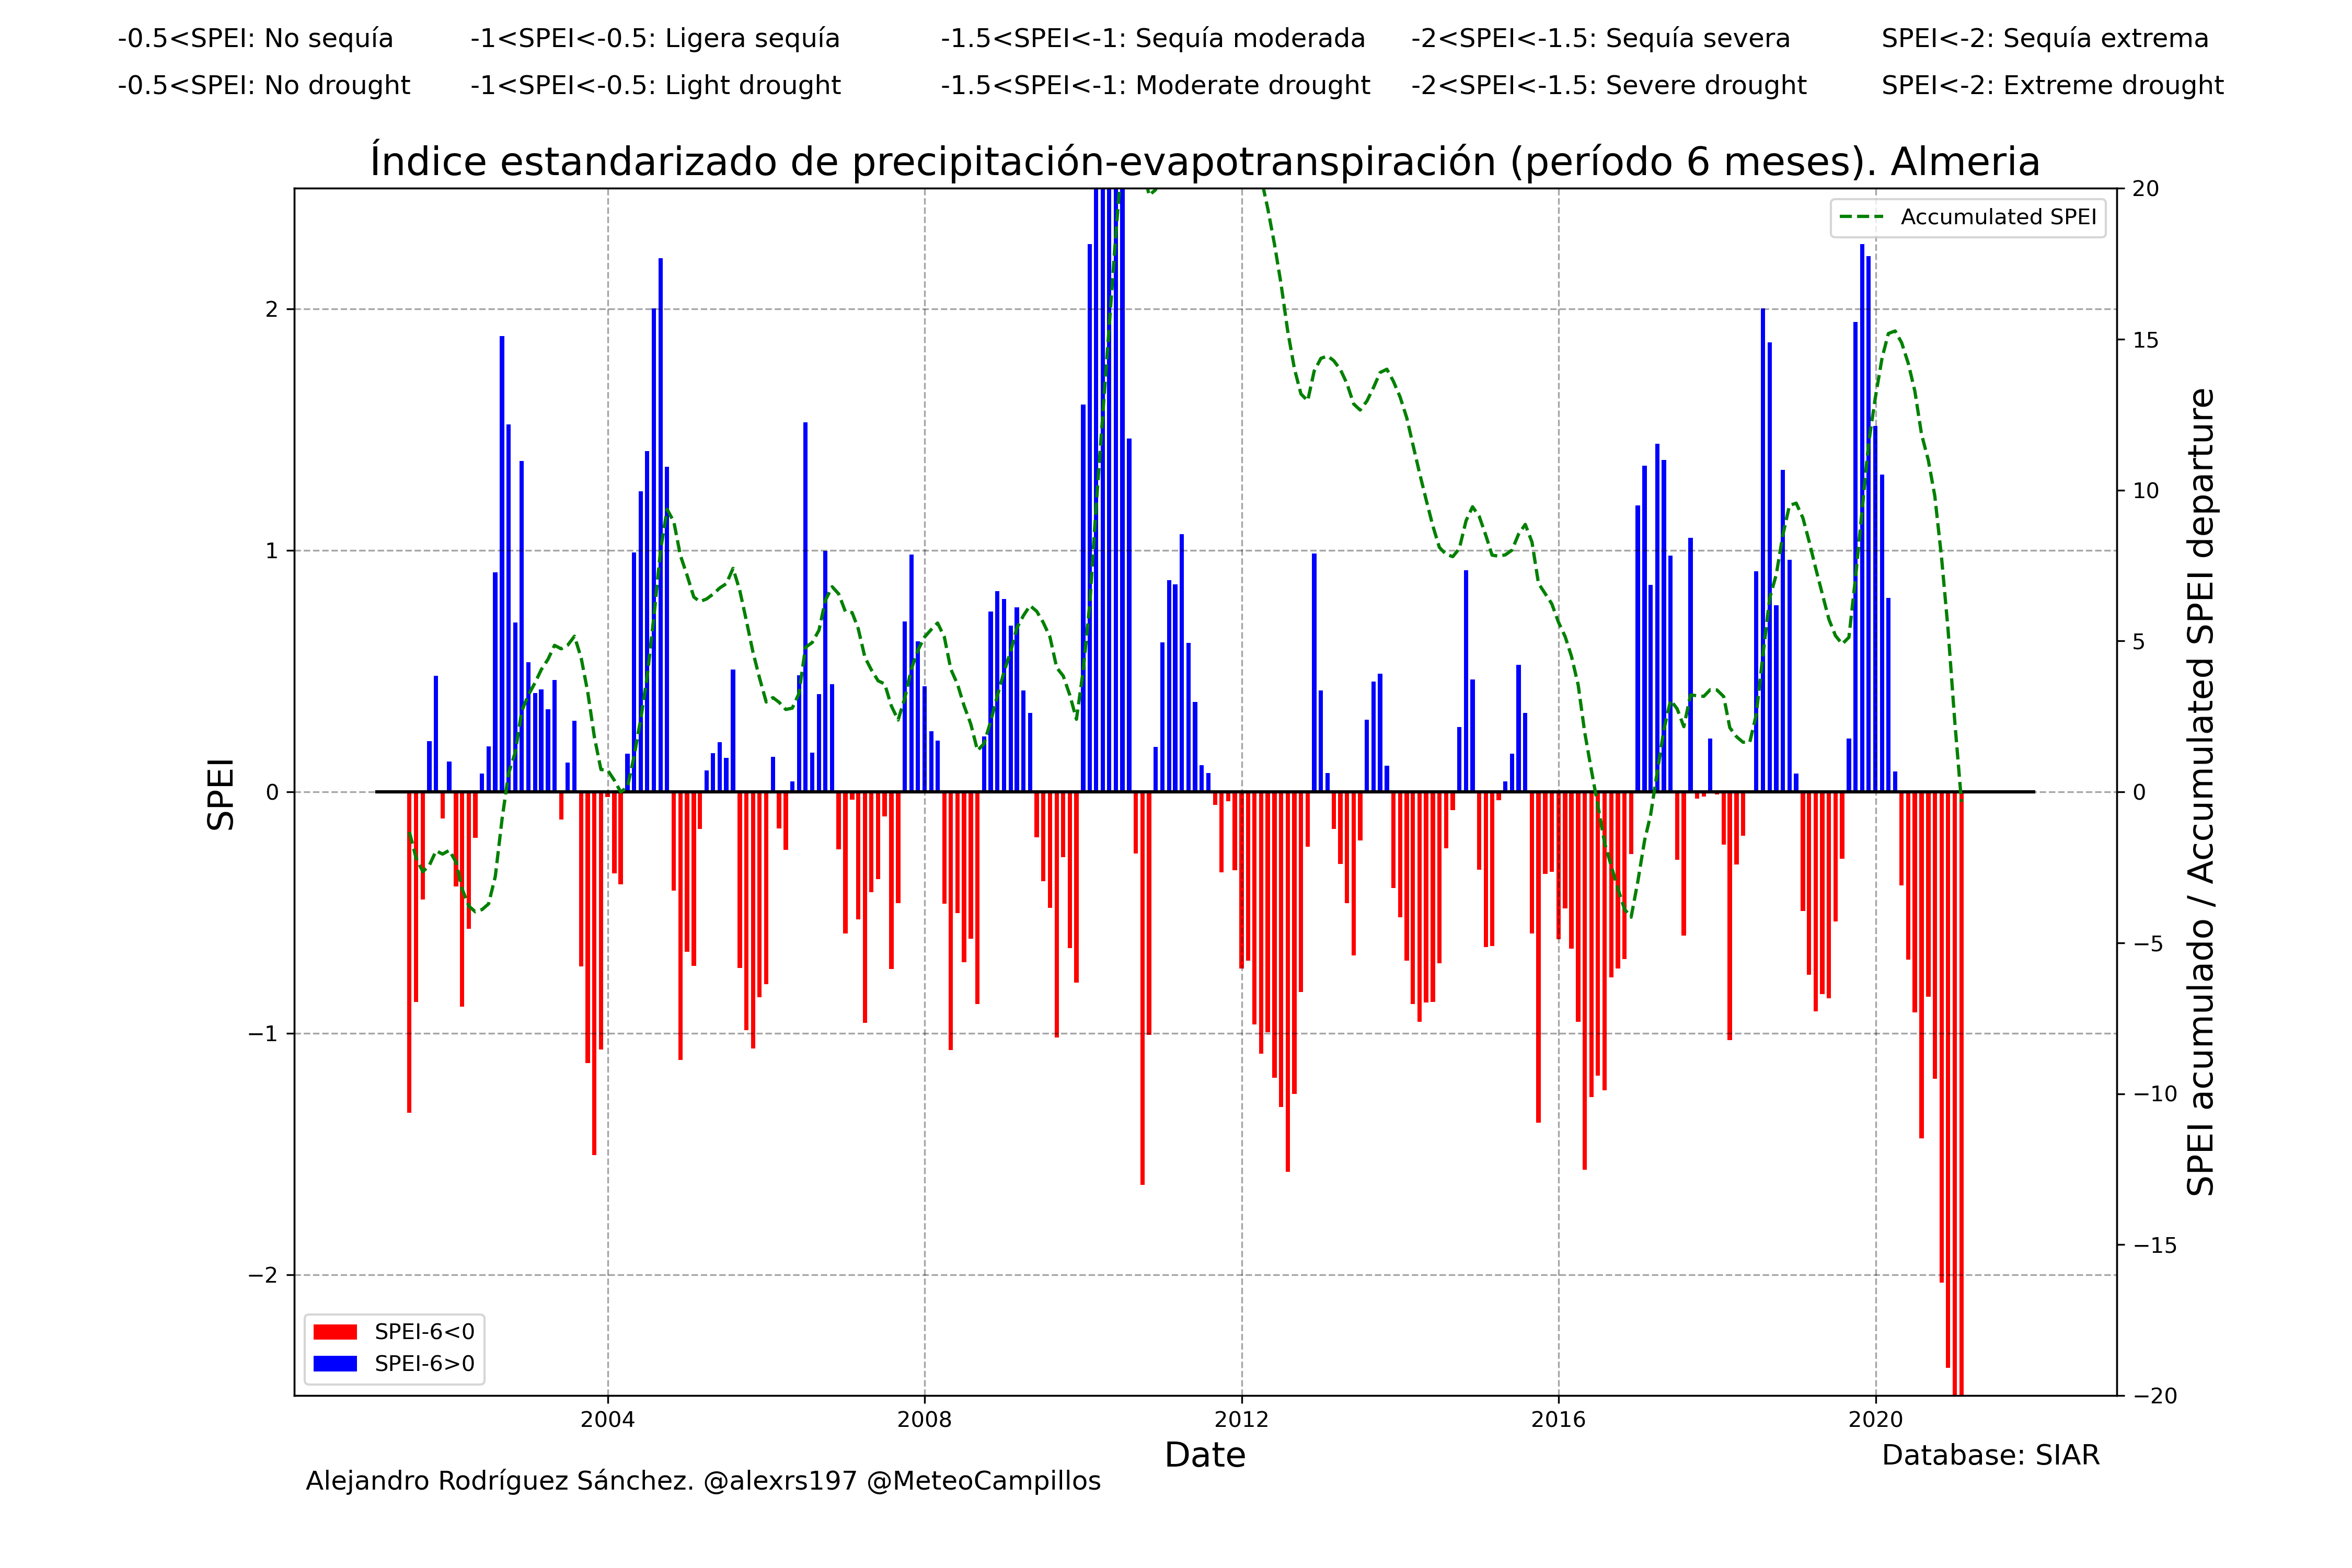 -0.5<SPEI: No sequía -1<SPEI<-0.5: Ligera sequía -1.5<SPEI<-1: Sequía moderada -2<SPEI<-1.5: Sequía severa SPEI<-2: Sequía extrema
-0.5<SPEI: No drought -1<SPEI<-0.5: Light drought -1.5<SPEI<-1: Moderate drought -2<SPEI<-1.5: Severe drought SPEI<-2: Extreme drought
Índice estandarizado de precipitación-evapotranspiración (período 6 meses). Almeria
Accumulated SPEI
SPEI
2
1
0
−1
−2
20
15
10
5
0
−5
−10
−15
−20
SPEI acumulado / Accumulated SPEI departure
SPEI-6<0
SPEI-6>0
2004 2008 2012 2016 2020
Date
Database: SIAR
Alejandro Rodríguez Sánchez. @alexrs197 @MeteoCampillos